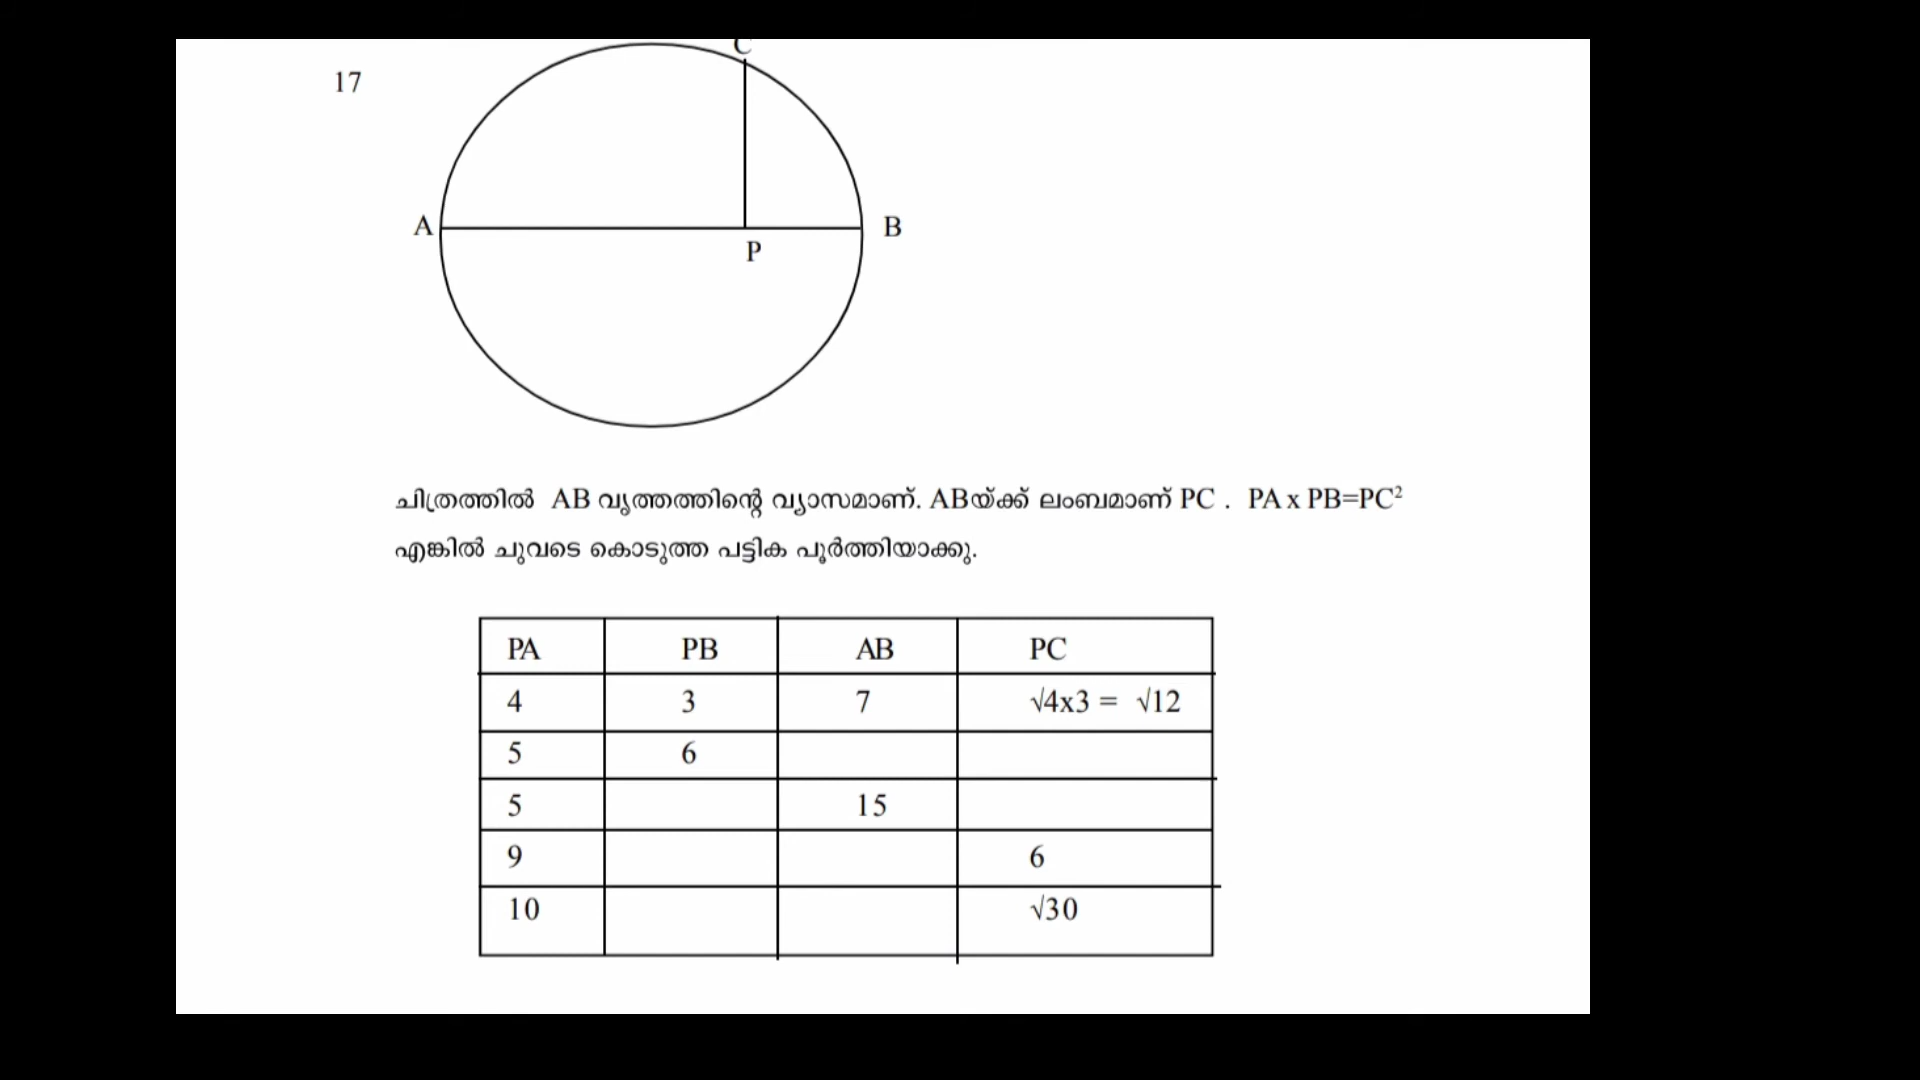 C
17
A
B
P
ചിത്രത്തിൽ AB വൃത്തത്തിന്റെ വ്യാസമാണ്. ABയ്ക്ക് ലംബമാണ് PC . PA x PB=PC²
എങ്കിൽ ചുവടെ കൊടുത്ത പട്ടിക പൂർത്തിയാക്കു.
PA PB AB PC
4 3 7 √4x3 = √12
5 6
5 15
9 6
10 √30